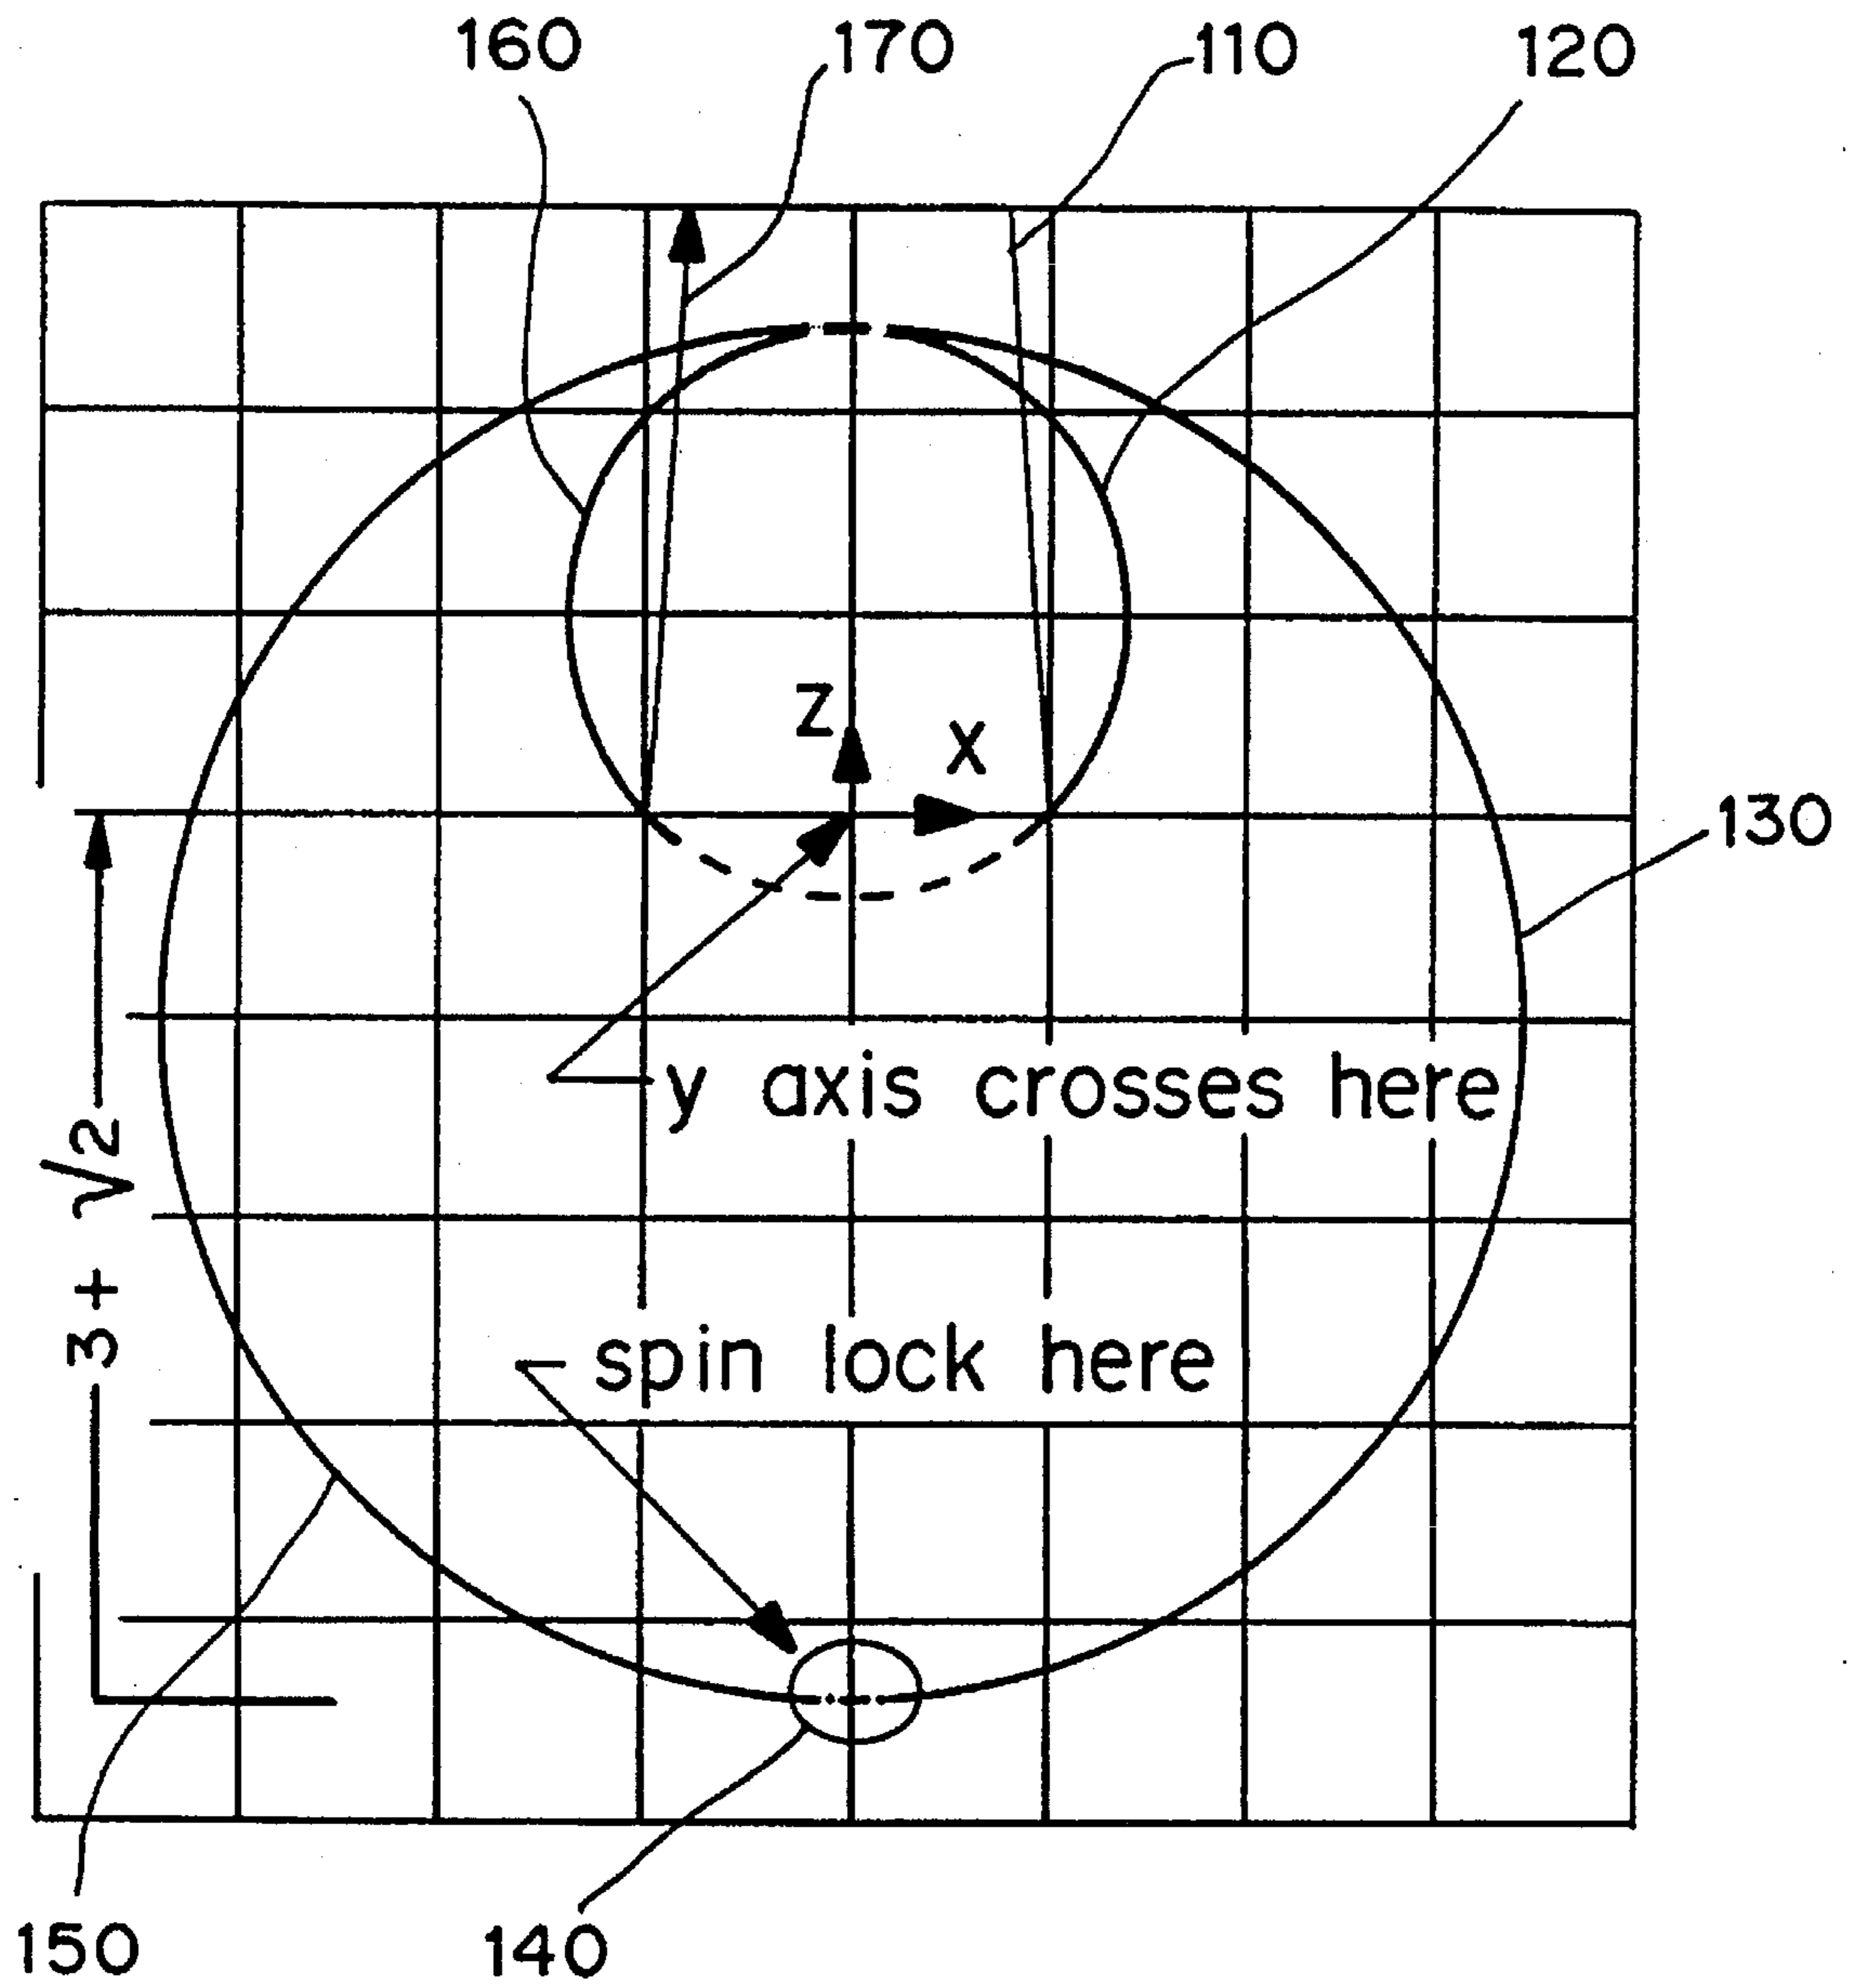 160
170
110
120
Z
X
130
y axis crosses here
3+ √2
spin lock here
150
140